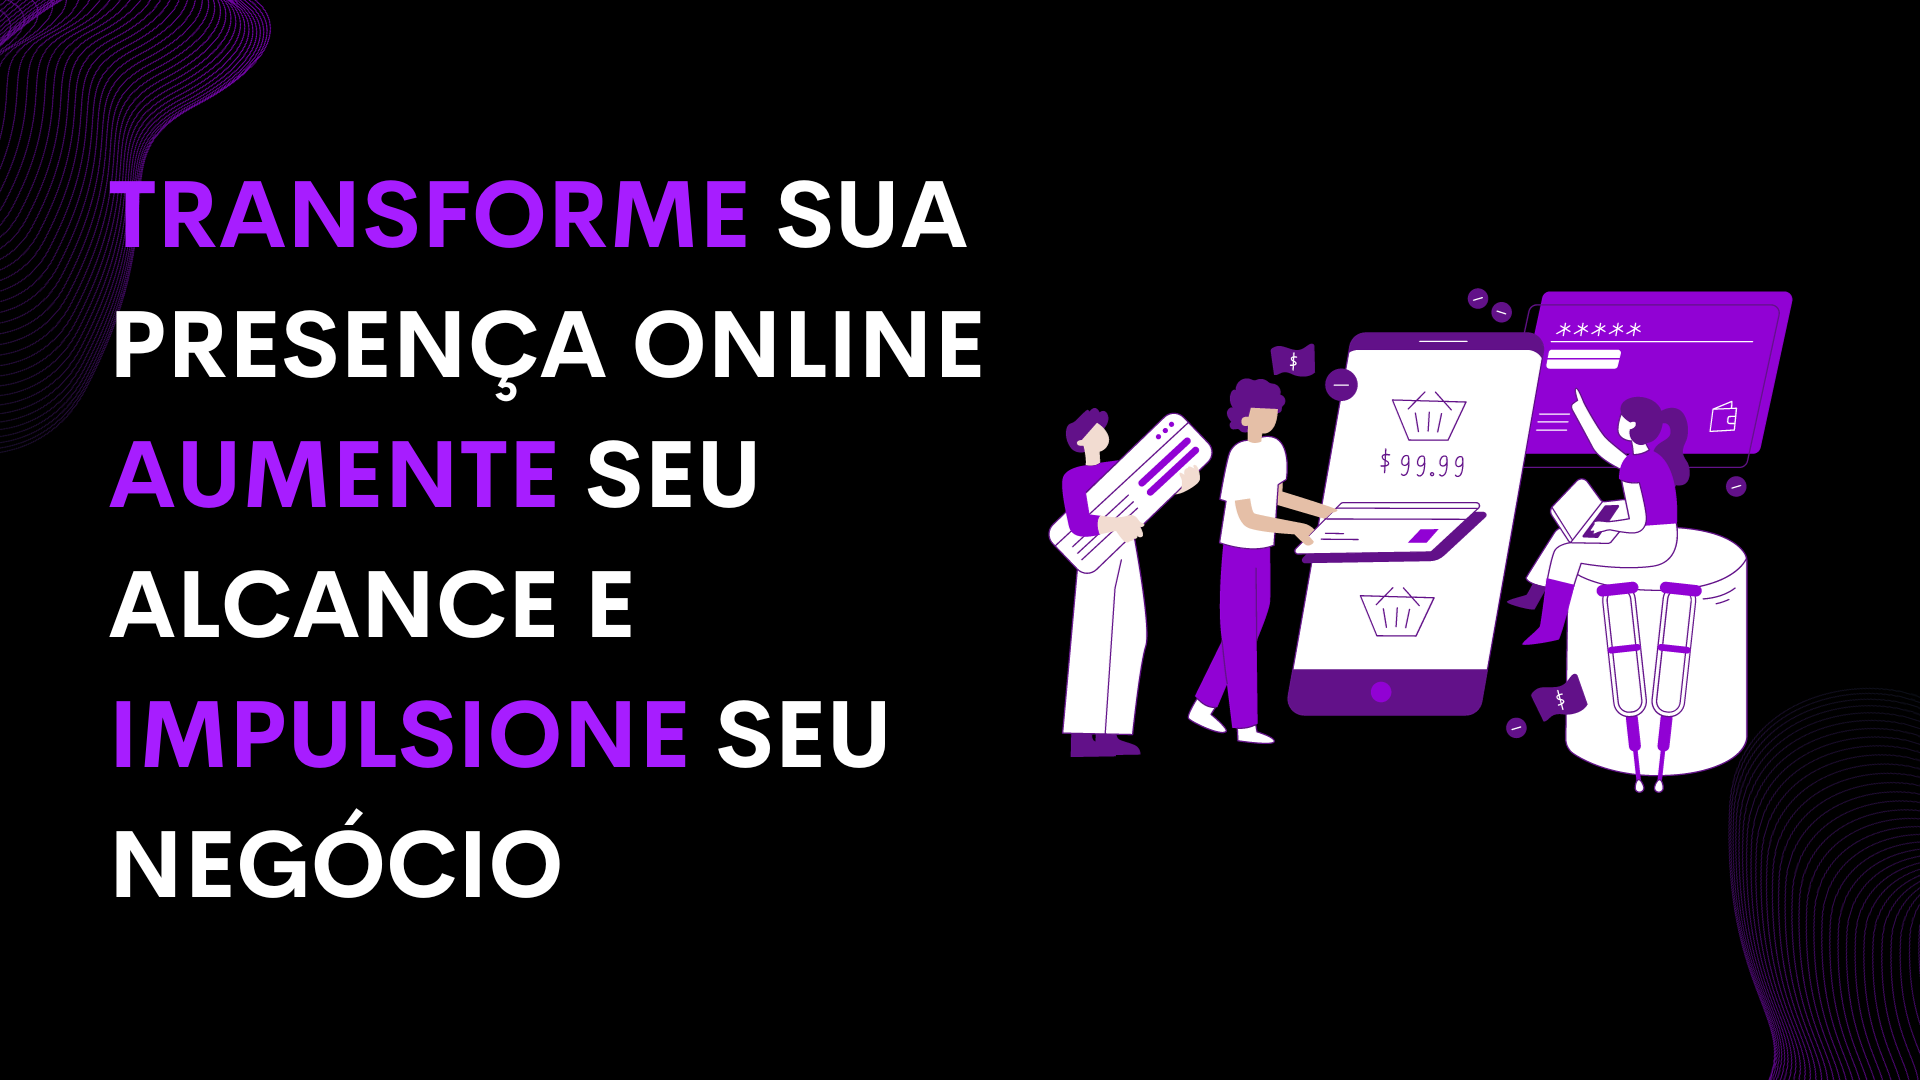 TRANSFORME SUA
PRESENÇA ONLINE
AUMENTE SEU
ALCANCE E
IMPULSIONE SEU
NEGÓCIO
$
*****
$ 99.99
$